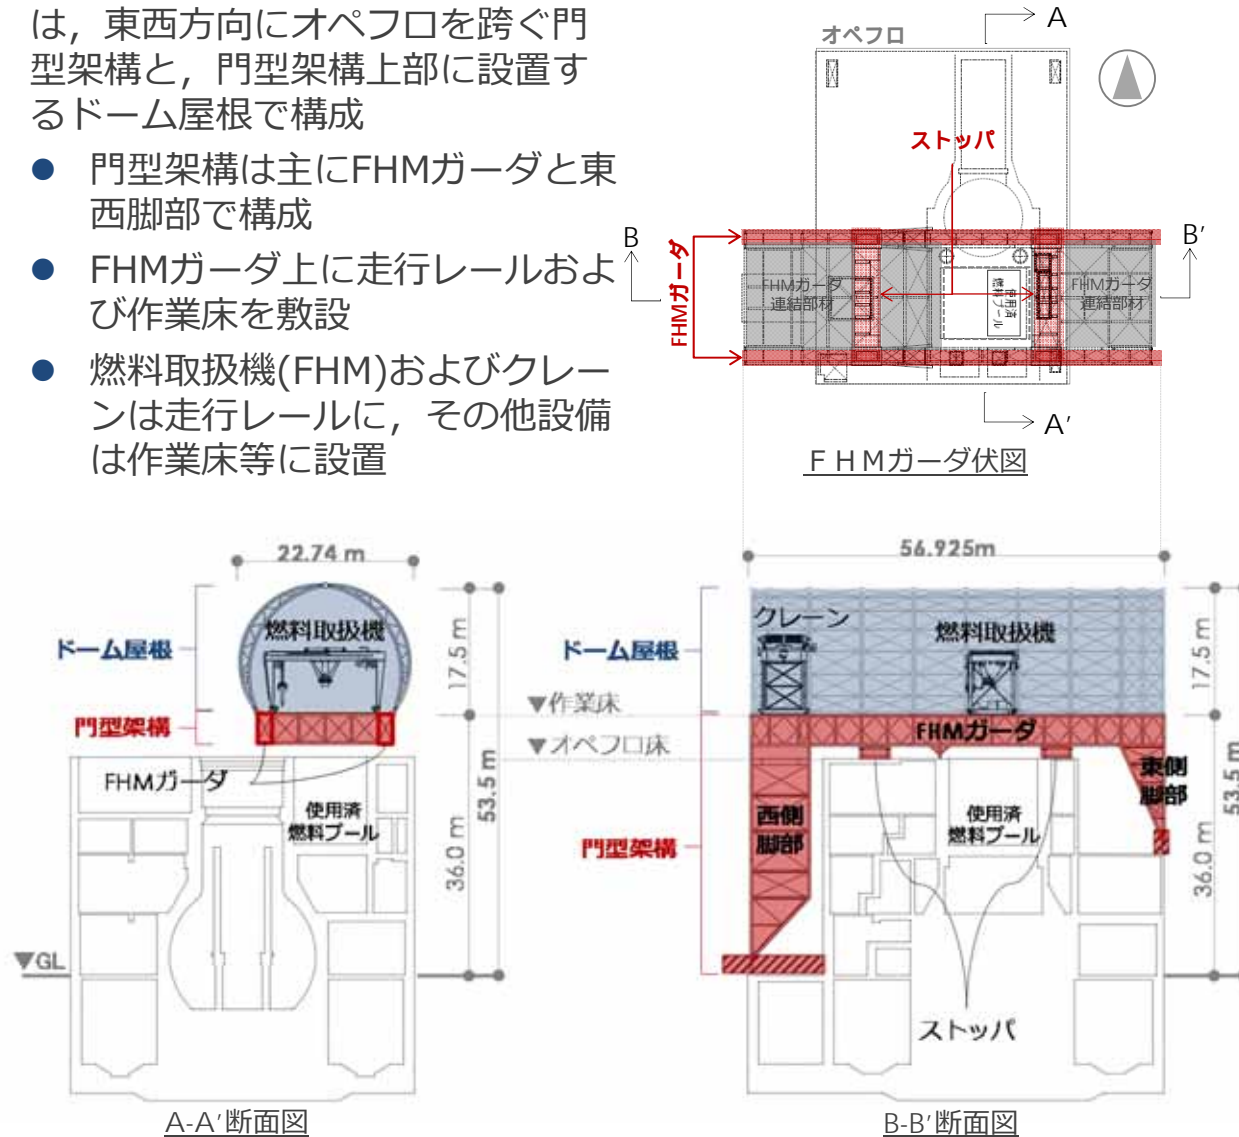 は，東西方向にオペフロを跨ぐ門
型架構と，門型架構上部に設置す
るドーム屋根で構成
● 門型架構は主にFHMガーダと東
西脚部で構成
● FHMガーダ上に走行レールおよ
び作業床を敷設
● 燃料取扱機(FHM)およびクレー
ンは走行レールに，その他設備
は作業床等に設置
A
オペフロ
ストッパ
B
B'
FHMガーダ
FHMガーダ
連結部材
使用済
燃料プール
FHMガーダ
連結部材
A'
ＦＨＭガーダ伏図
22.74 m
燃料取扱機
ドーム屋根
門型架構
FHMガーダ
使用済
燃料プール
17.5 m
36.0 m
53.5 m
▼GL
A-A'断面図
56.925m
クレーン
燃料取扱機
ドーム屋根
▼作業床
▼オペフロ床
FHMガーダ
東側
脚部
西側
脚部
使用済
燃料プール
門型架構
17.5 m
36.0 m
53.5 m
ストッパ
B-B'断面図